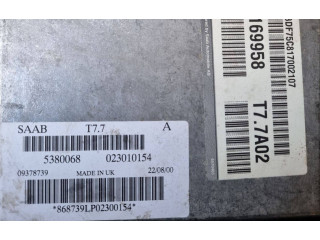 SAAB T7.7 A
5380068 023010154
09378739 MADE IN UK 22/08/00
*868739LP02300154*
169958
T7.7A02